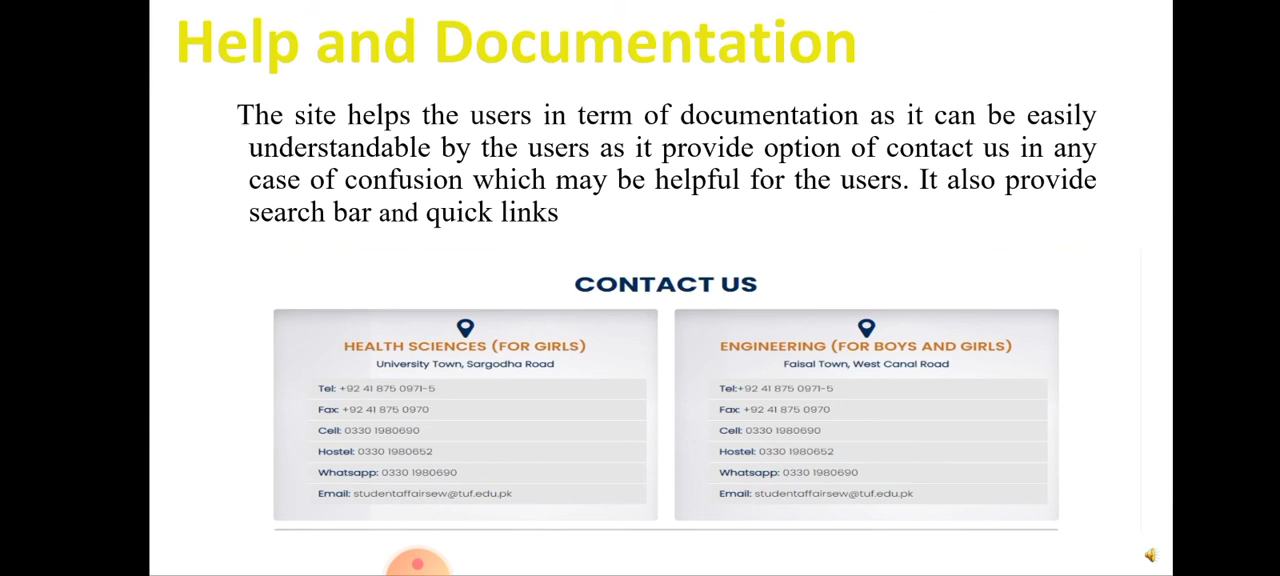 Help and Documentation
The site helps the users in term of documentation as it can be easily
understandable by the users as it provide option of contact us in any
case of confusion which may be helpful for the users. It also provide
search bar and quick links
CONTACT US
HEALTH SCIENCES (FOR GIRLS)
University Town, Sargodha Road
Tel: +92 41 875 0971-5
Fax: +92 41 875 0970
Cell: 0330 1980690
Hostel: 0330 1980652
Whatsapp: 0330 1980690
Email: studentaffairsew@tuf.edu.pk
ENGINEERING (FOR BOYS AND GIRLS)
Faisal Town, West Canal Road
Tel:+92 41 875 0971-5
Fax: +92 41 875 0970
Cell: 0330 1980690
Hostel: 0330 1980652
Whatsapp: 0330 1980690
Email: studentaffairsew@tuf.edu.pk